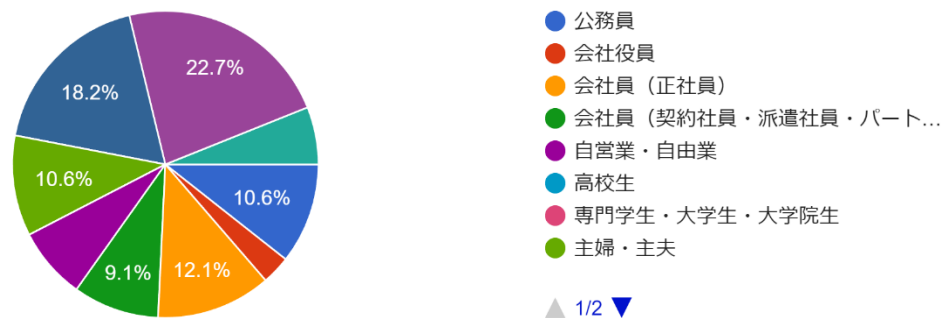 22.7%
18.2%
10.6%
10.6%
9.1%
12.1%
公務員
会社役員
会社員（正社員）
会社員（契約社員・派遣社員・パート…
自営業・自由業
高校生
専門学生・大学生・大学院生
主婦・主夫
1/2